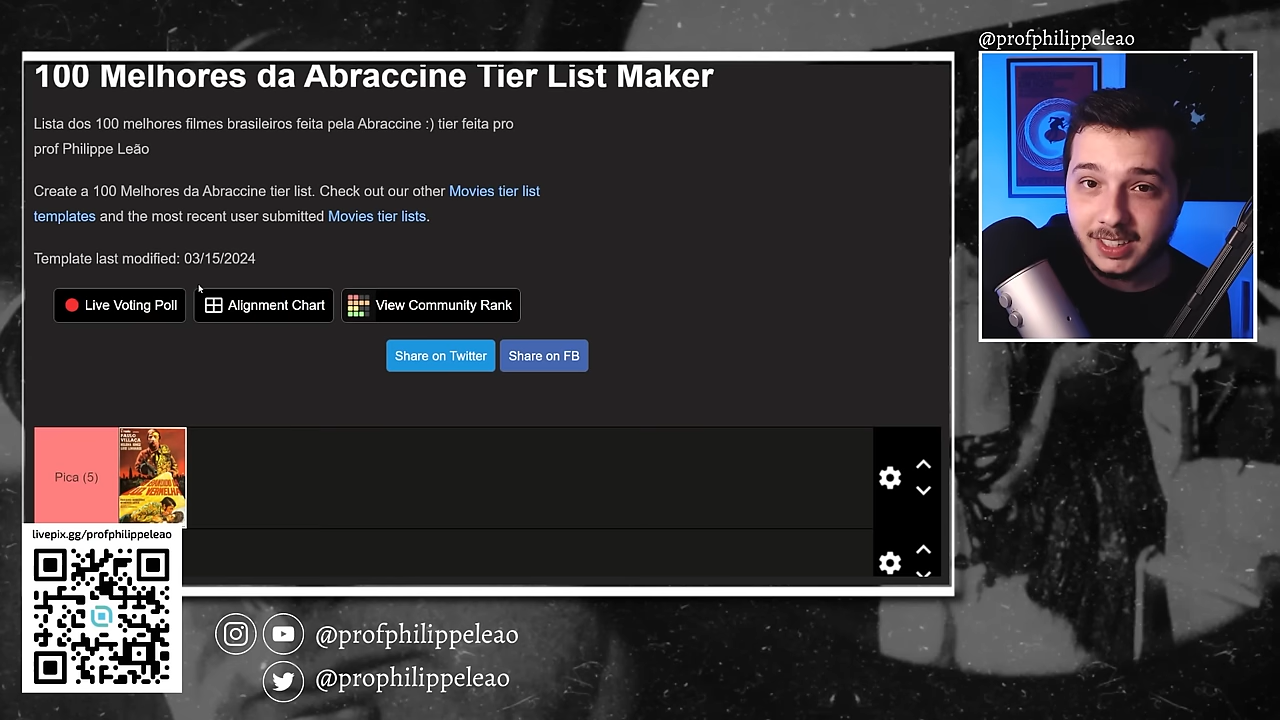 @profphilippeleao
100 Melhores da Abraccine Tier List Maker
Lista dos 100 melhores filmes brasileiros feita pela Abraccine :) tier feita pro
prof Philippe Leão
Create a 100 Melhores da Abraccine tier list. Check out our other Movies tier list
templates and the most recent user submitted Movies tier lists.
Template last modified: 03/15/2024
Live Voting Poll
Alignment Chart
View Community Rank
Share on Twitter
Share on FB
Pica (5)
PAULO
VILLAÇA
livepix.gg/profphilippeleao
@profphilippeleao
@prophilippeleao